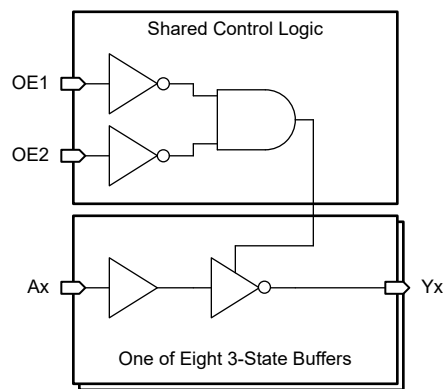 Shared Control Logic
OE1
OE2
Ax
Yx
One of Eight 3-State Buffers